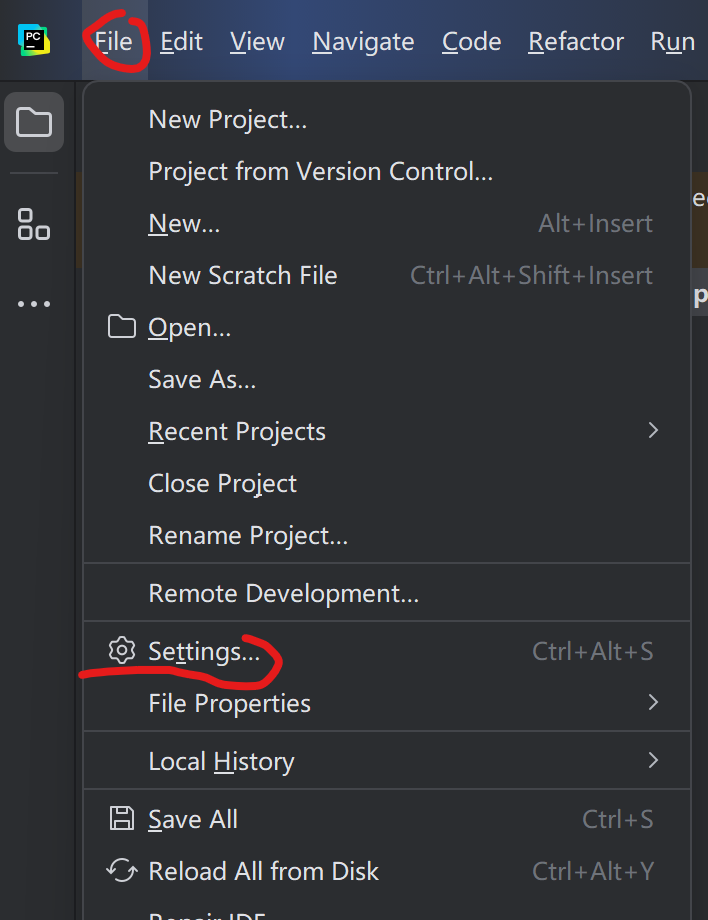 PC
File Edit View Navigate Code Refactor Run
New Project...
Project from Version Control...
New... Alt+Insert
New Scratch File Ctrl+Alt+Shift+Insert
Open...
Save As...
Recent Projects
Close Project
Rename Project...
Remote Development...
Settings... Ctrl+Alt+S
File Properties
Local History
Save All Ctrl+S
Reload All from Disk Ctrl+Alt+Y
Repair IDE